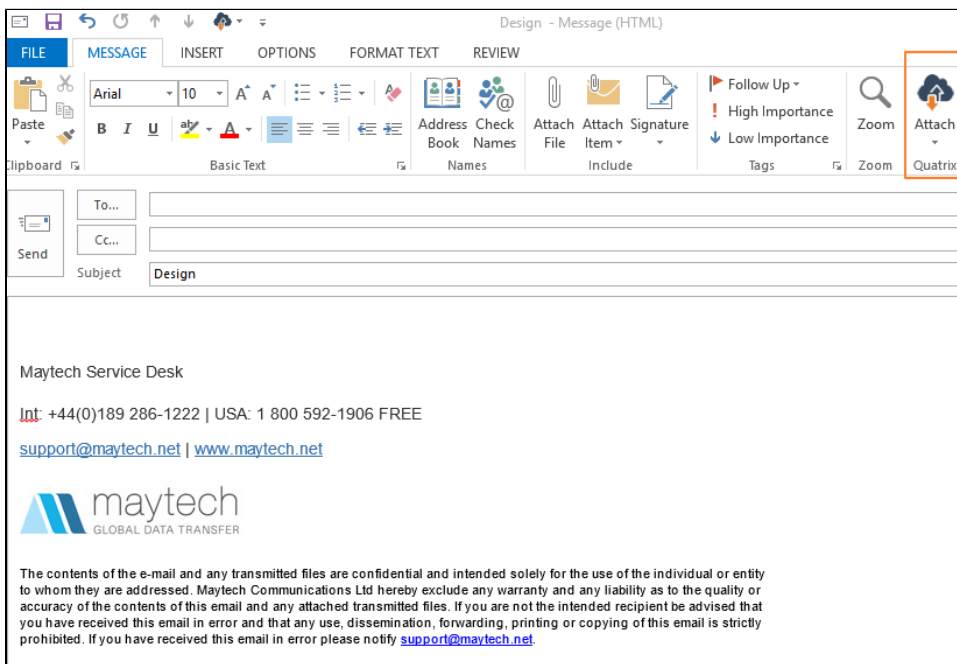 Design - Message (HTML)
FILE MESSAGE INSERT OPTIONS FORMAT TEXT REVIEW
Arial 10 A A
Follow Up
High Importance
Low Importance
Paste
B I U aby A
Address Book
Check Names
Attach File
Attach Item
Signature
Zoom
Attach
Clipboard Basic Text Names Include Tags Zoom Quatrix
To...
Cc...
Send
Subject Design
Maytech Service Desk
Int: +44(0)189 286-1222 | USA: 1 800 592-1906 FREE
support@maytech.net | www.maytech.net
maytech
GLOBAL DATA TRANSFER
The contents of the e-mail and any transmitted files are confidential and intended solely for the use of the individual or entity
to whom they are addressed. Maytech Communications Ltd hereby exclude any warranty and any liability as to the quality or
accuracy of the contents of this email and any attached transmitted files. If you are not the intended recipient be advised that
you have received this email in error and that any use, dissemination, forwarding, printing or copying of this email is strictly
prohibited. If you have received this email in error please notify support@maytech.net.